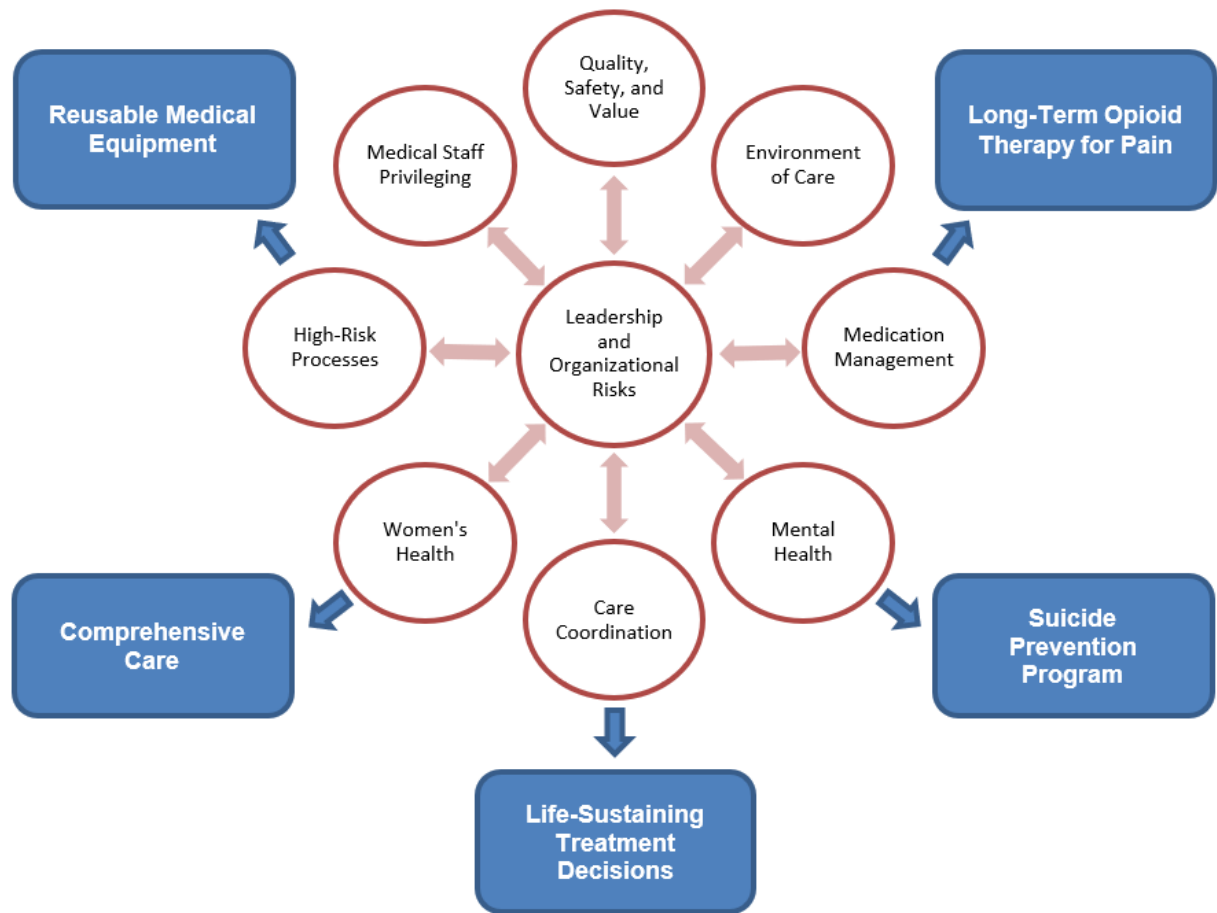 Quality,
Safety, and
Value
Reusable Medical
Equipment
Long-Term Opioid
Therapy for Pain
Medical Staff
Privileging
Environment
of Care
High-Risk
Processes
Leadership
and
Organizational
Risks
Medication
Management
Women's
Health
Mental
Health
Care
Coordination
Comprehensive
Care
Suicide
Prevention
Program
Life-Sustaining
Treatment
Decisions